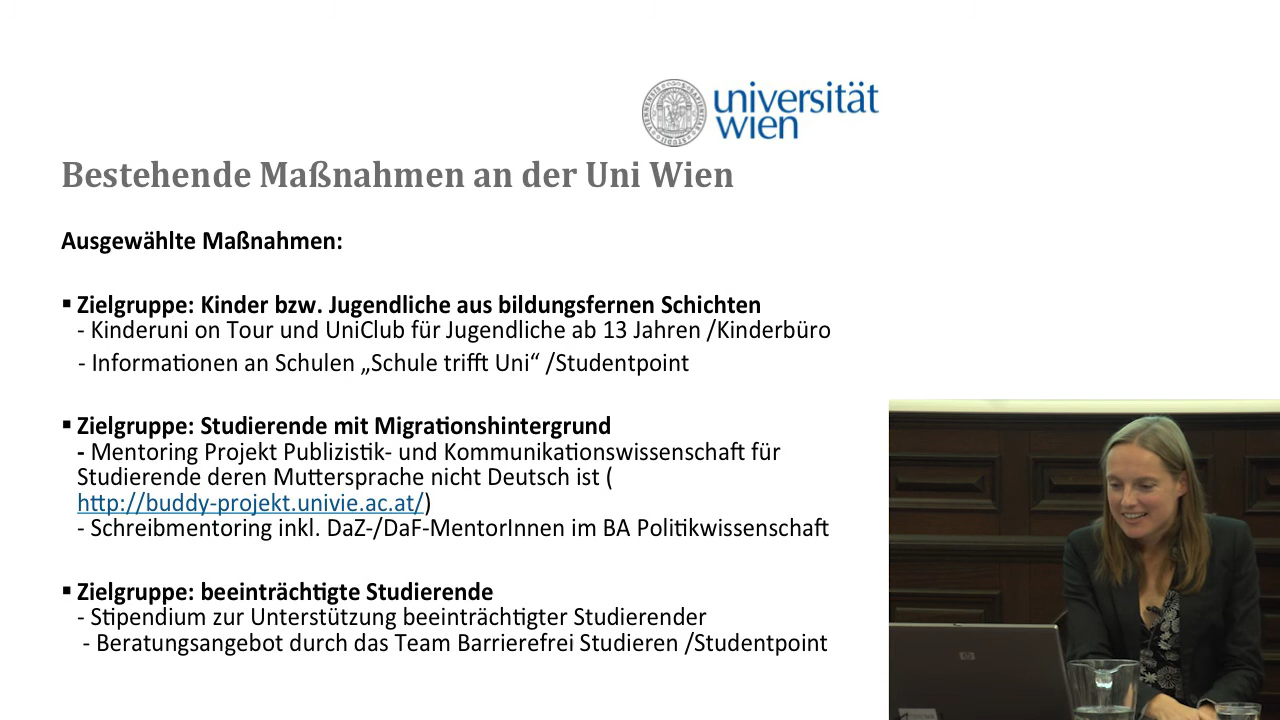 universität
wien
Bestehende Maßnahmen an der Uni Wien
Ausgewählte Maßnahmen:
▪ Zielgruppe: Kinder bzw. Jugendliche aus bildungsfernen Schichten
- Kinderuni on Tour und UniClub für Jugendliche ab 13 Jahren /Kinderbüro
- Informationen an Schulen „Schule trifft Uni“ /Studentpoint
▪ Zielgruppe: Studierende mit Migrationshintergrund
- Mentoring Projekt Publizistik- und Kommunikationswissenschaft für
Studierende deren Muttersprache nicht Deutsch ist (
http://buddy-projekt.univie.ac.at/)
- Schreibmentoring inkl. DaZ-/DaF-MentorInnen im BA Politikwissenschaft
▪ Zielgruppe: beeinträchtigte Studierende
- Stipendium zur Unterstützung beeinträchtigter Studierender
- Beratungsangebot durch das Team Barrierefrei Studieren /Studentpoint
hp